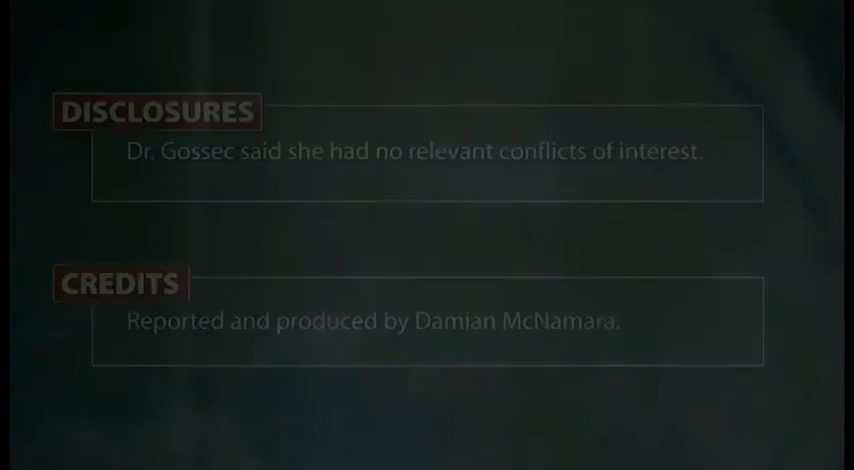 DISCLOSURES
Dr. Gossec said she had no relevant conflicts of interest.
CREDITS
Reported and produced by Damian McNamara.